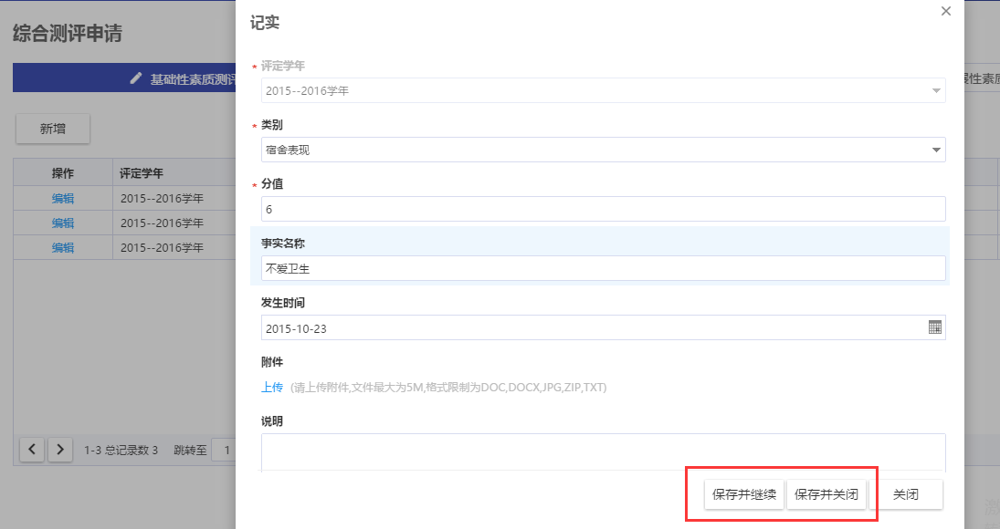 综合测评申请
记实
基础性素质测评
新增
操作 评定学年
编辑 2015--2016学年
编辑 2015--2016学年
编辑 2015--2016学年
1-3 总记录数 3 跳转至 1
* 评定学年
2015--2016学年
* 类别
宿舍表现
* 分值
6
事实名称
不爱卫生
发生时间
2015-10-23
附件
上传 (请上传附件,文件最大为5M,格式限制为DOC,DOCX,JPG,ZIP,TXT)
说明
保存并继续 保存并关闭 关闭
性素质